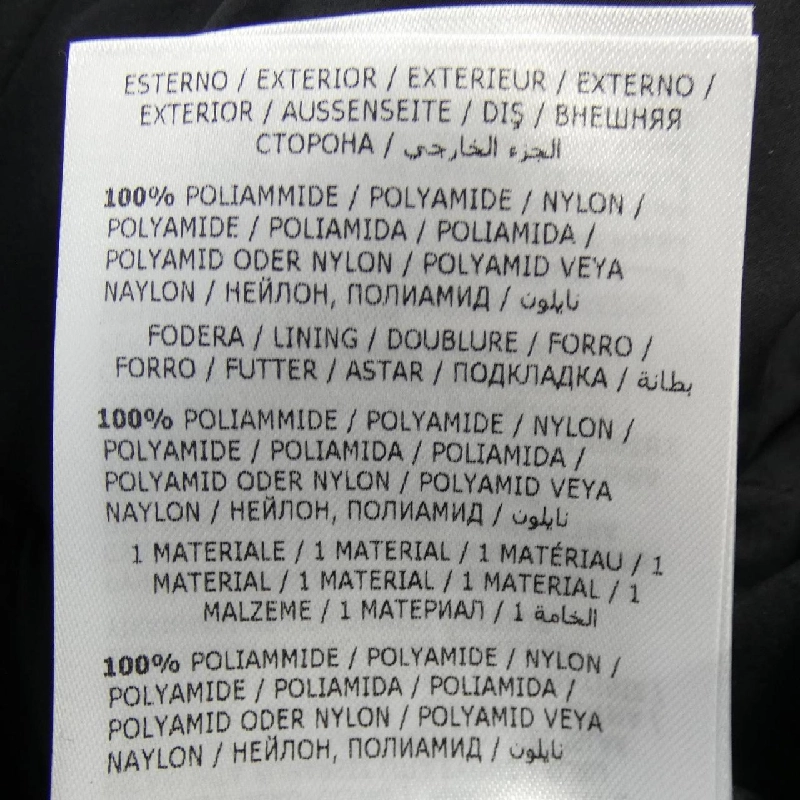 ESTERNO / EXTERIOR / EXTERIEUR / EXTERNO /
EXTERIOR / AUSSENSEITE / DIŞ / ВНЕШНЯЯ
СТОРОНА / الجزء الخارجي
100% POLIAMMIDE / POLYAMIDE / NYLON /
POLYAMIDE / POLIAMIDA / POLIAMIDA /
POLYAMID ODER NYLON / POLYAMID VEYA
NAYLON / НЕЙЛОН, ПОЛИАМИД / نايلون
FODERA / LINING / DOUBLURE / FORRO /
FORRO / FUTTER / ASTAR / ПОДКЛАДКА / بطانة
100% POLIAMMIDE / POLYAMIDE / NYLON /
POLYAMIDE / POLIAMIDA / POLIAMIDA /
POLYAMID ODER NYLON / POLYAMID VEYA
NAYLON / НЕЙЛОН, ПОЛИАМИД / نايلون
1 MATERIALE / 1 MATERIAL / 1 MATÉRIAU / 1
MATERIAL / 1 MATERIAL / 1 MATERIAL / 1
MALZEME / 1 МАТЕРИАЛ / 1 الخامة
100% POLIAMMIDE / POLYAMIDE / NYLON /
POLYAMIDE / POLIAMIDA / POLIAMIDA /
POLYAMID ODER NYLON / POLYAMID VEYA
NAYLON / НЕЙЛОН, ПОЛИАМИД / نايلون